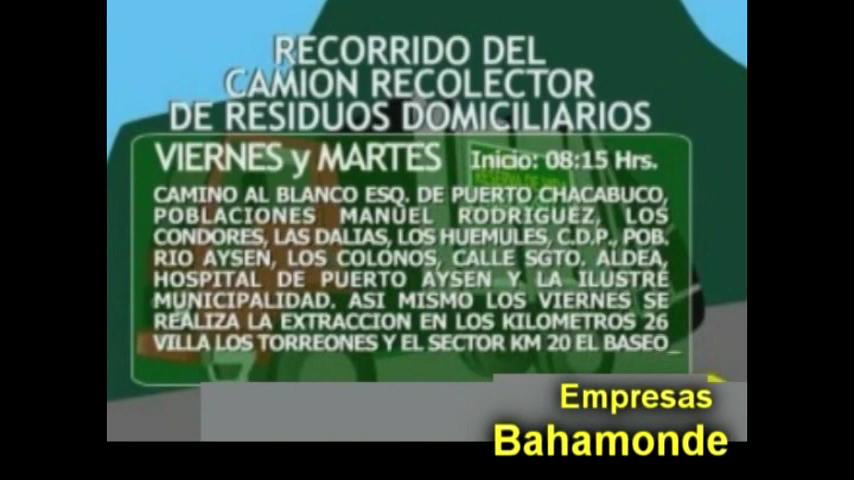 RECORRIDO DEL
CAMION RECOLECTOR
DE RESIDUOS DOMICILIARIOS
VIERNES y MARTES Inicio: 08:15 Hrs.
RESERVA DE VIDA
CAMINO AL BLANCO ESQ. DE PUERTO CHACABUCO,
POBLACIONES MANUEL RODRIGUEZ, LOS
CONDORES, LAS DALIAS, LOS HUEMULES, C.D.P., POB.
RIO AYSEN, LOS COLONOS, CALLE SGTO. ALDEA,
HOSPITAL DE PUERTO AYSEN Y LA ILUSTRE
MUNICIPALIDAD. ASI MISMO LOS VIERNES SE
REALIZA LA EXTRACCION EN LOS KILOMETROS 26
VILLA LOS TORREONES Y EL SECTOR KM 20 EL BASEO_
Empresas
Bahamonde